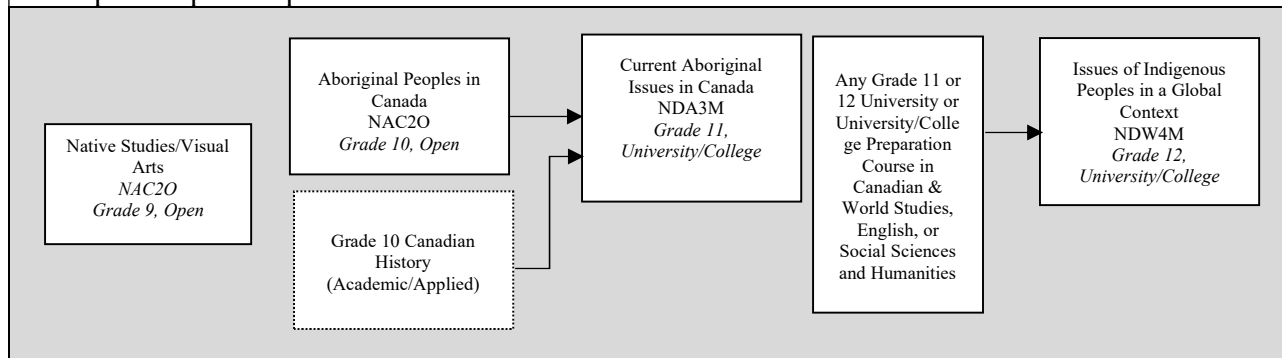 Native Studies/Visual
Arts
NAC2O
Grade 9, Open
Aboriginal Peoples in
Canada
NAC2O
Grade 10, Open
Grade 10 Canadian
History
(Academic/Applied)
Current Aboriginal
Issues in Canada
NDA3M
Grade 11,
University/College
Any Grade 11 or
12 University or
University/Colle
ge Preparation
Course in
Canadian &
World Studies,
English, or
Social Sciences
and Humanities
Issues of Indigenous
Peoples in a Global
Context
NDW4M
Grade 12,
University/College